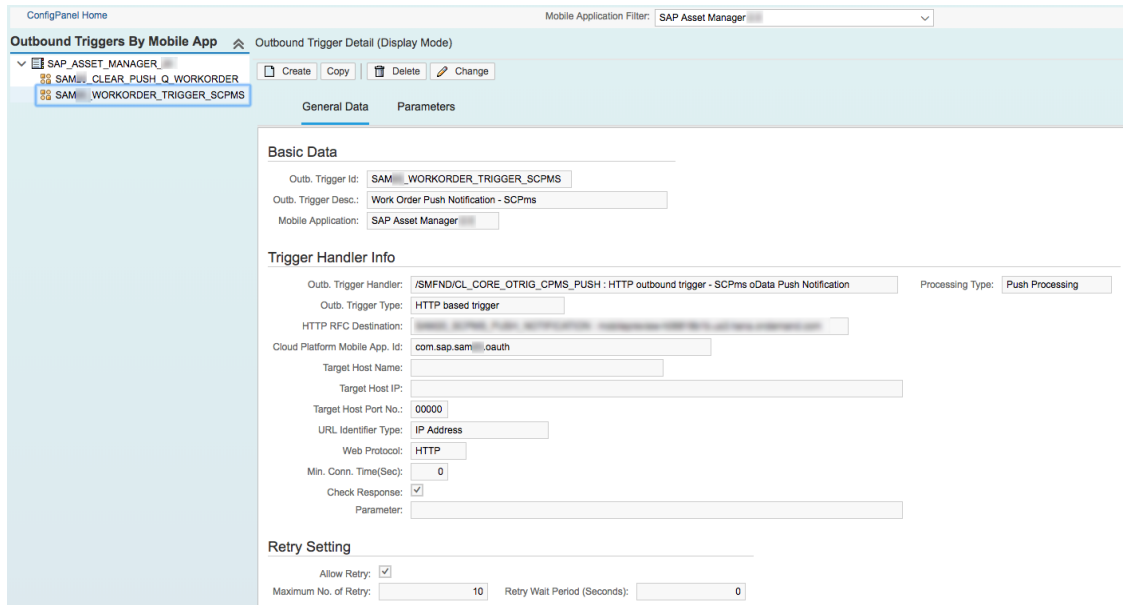 ConfigPanel Home
Mobile Application Filter: SAP Asset Manager
Outbound Triggers By Mobile App
Outbound Trigger Detail (Display Mode)
SAP_ASSET_MANAGER_
SAM _CLEAR_PUSH_Q_WORKORDER
SAM _WORKORDER_TRIGGER_SCPMS
Create Copy Delete Change
General Data Parameters
Basic Data
Outb. Trigger Id: SAM _WORKORDER_TRIGGER_SCPMS
Outb. Trigger Desc.: Work Order Push Notification - SCPms
Mobile Application: SAP Asset Manager
Trigger Handler Info
Outb. Trigger Handler: /SMFND/CL_CORE_OTRIG_CPMS_PUSH : HTTP outbound trigger - SCPms oData Push Notification Processing Type: Push Processing
Outb. Trigger Type: HTTP based trigger
HTTP RFC Destination:
Cloud Platform Mobile App. Id: com.sap.sam .oauth
Target Host Name:
Target Host IP:
Target Host Port No.: 00000
URL Identifier Type: IP Address
Web Protocol: HTTP
Min. Conn. Time(Sec): 0
Check Response:
Parameter:
Retry Setting
Allow Retry:
Maximum No. of Retry: 10 Retry Wait Period (Seconds): 0